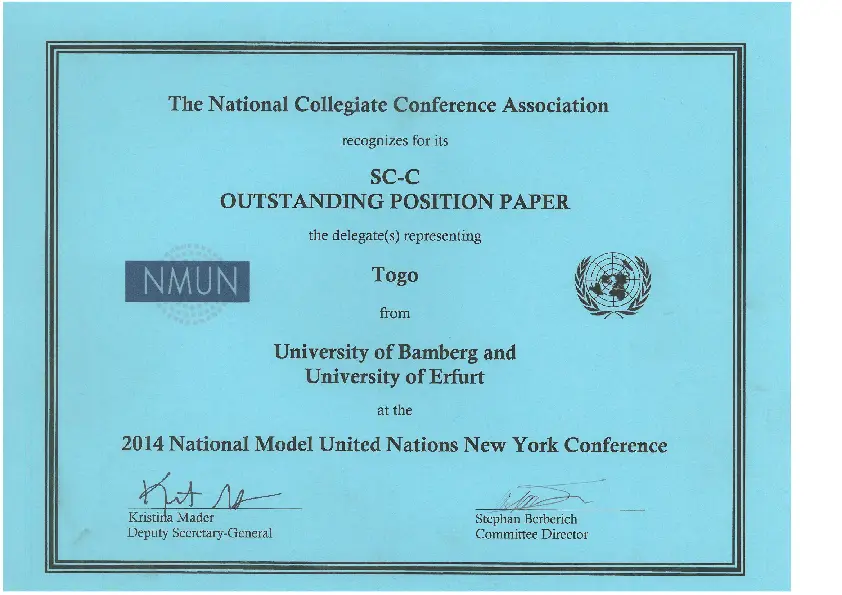 The National Collegiate Conference Association
recognizes for its
SC-C
OUTSTANDING POSITION PAPER
the delegate(s) representing
NMUN
Togo
from
University of Bamberg and
University of Erfurt
at the
2014 National Model United Nations New York Conference
Kristina Mader
Deputy Secretary-General
Stephan Berberich
Committee Director